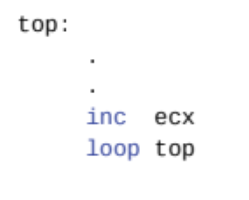 top:
.
.
inc ecx
loop top